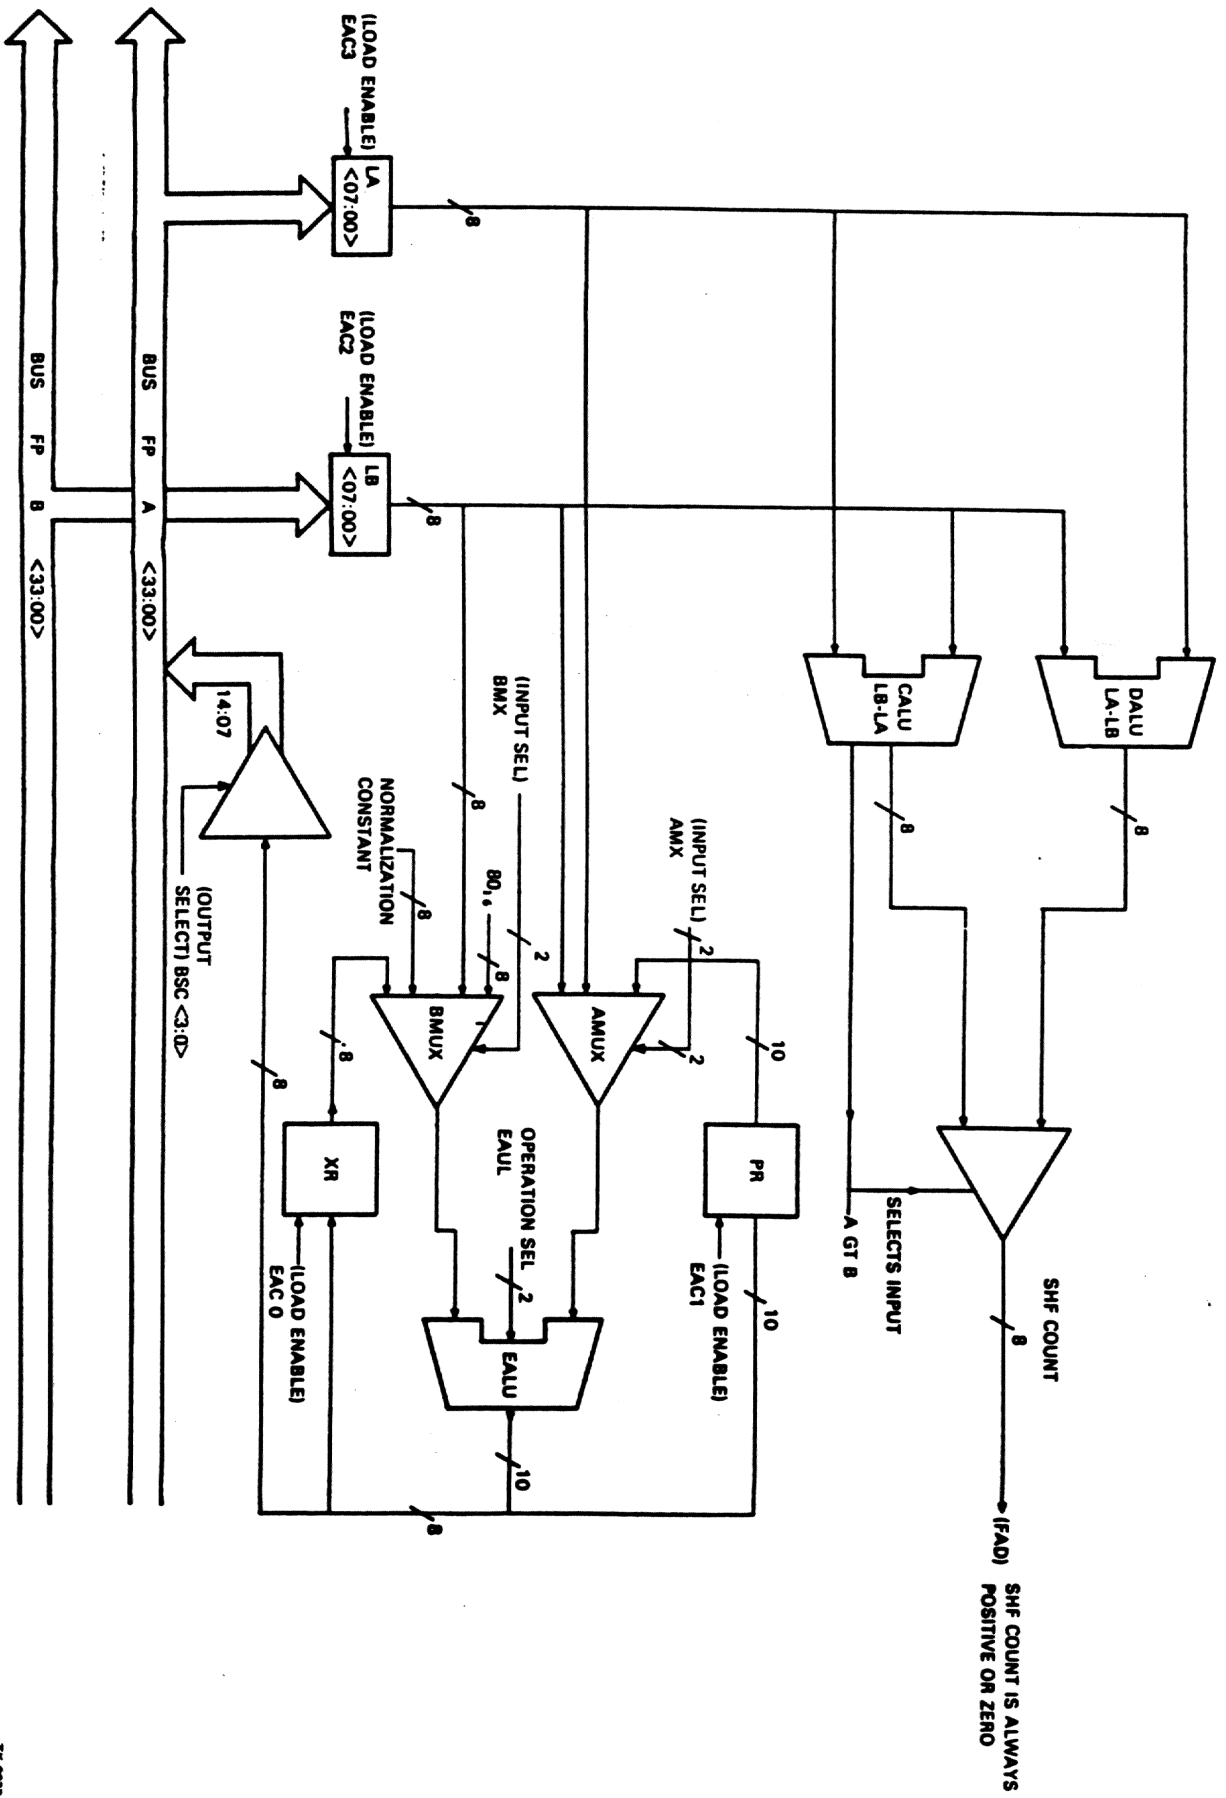 (LOAD ENABLE)
EAC3
LA
<07:00>
8
(LOAD ENABLE)
EAC2
LB
<07:00>
8
BUS FP A <33:00>
BUS FP B <33:00>
14:07
(OUTPUT
SELECT) BSC <3:0>
8
DALU
LA-LB
8
CALU
LB-LA
8
SHF COUNT
8
(FAD)
SHF COUNT IS ALWAYS
POSITIVE OR ZERO
SELECTS INPUT
A GT B
(INPUT SEL)
AMX
2
2
AMUX
10
PR
(LOAD ENABLE)
EAC1
10
(INPUT SEL)
BMX
2
80₁₆
8
8
NORMALIZATION
CONSTANT
8
BMUX
8
XR
(LOAD ENABLE)
EAC 0
OPERATION SEL
EAUL
2
EALU
10
8